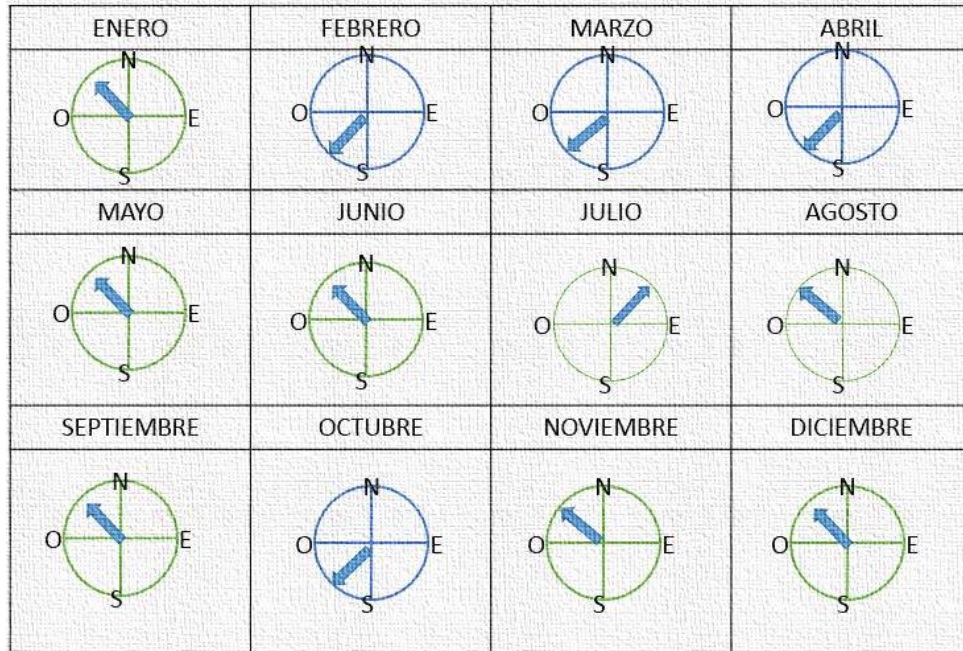 ENERO FEBRERO MARZO ABRIL
N N N N
O E O E O E O E
S S S S
MAYO JUNIO JULIO AGOSTO
N N N N
O E O E O E O E
S S S S
SEPTIEMBRE OCTUBRE NOVIEMBRE DICIEMBRE
N N N N
O E O E O E O E
S S S S